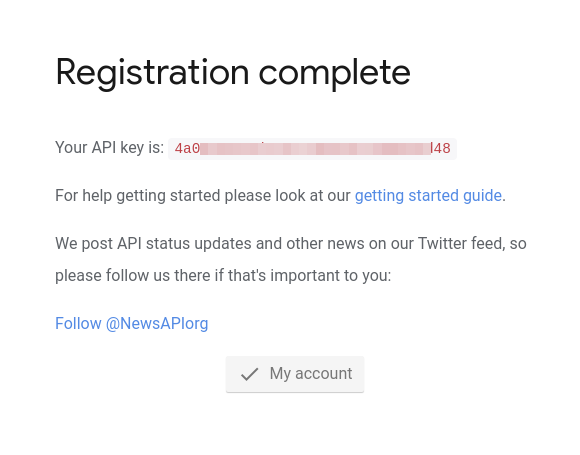 Registration complete
Your API key is: 4a0 d48
For help getting started please look at our getting started guide.
We post API status updates and other news on our Twitter feed, so
please follow us there if that's important to you:
Follow @NewsAPIorg
My account